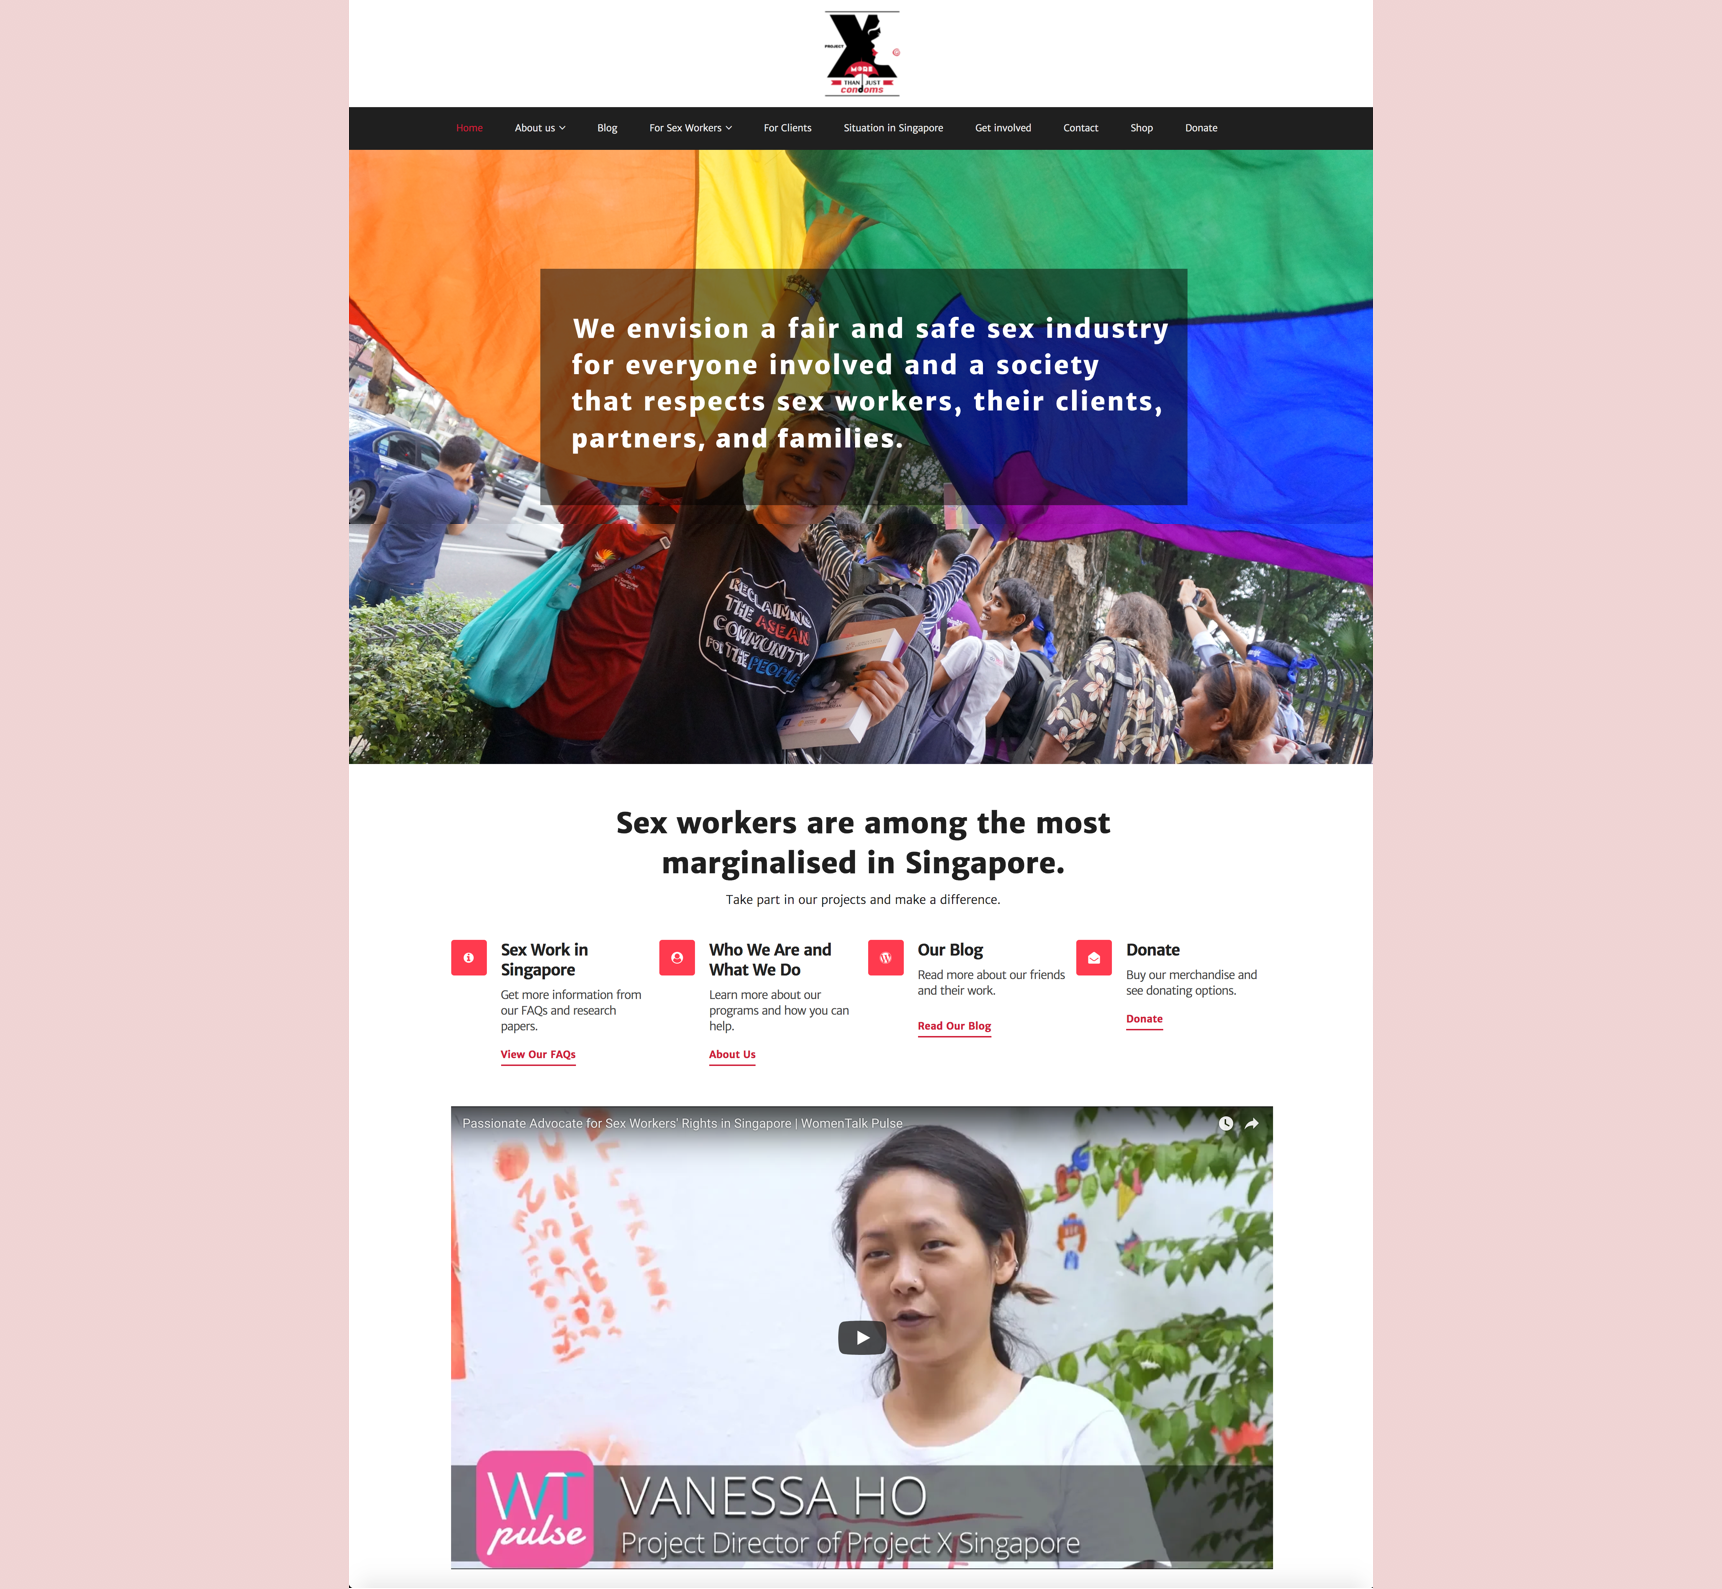 PROJECT
X
MORE
THAN JUST
condoms
Home About us Blog For Sex Workers For Clients Situation in Singapore Get involved Contact Shop Donate
We envision a fair and safe sex industry
for everyone involved and a society
that respects sex workers, their clients,
partners, and families.
RECLAIMING
THE ASEAN
COMMUNITY
FOR THE PEOPLE
Sex workers are among the most
marginalised in Singapore.
Take part in our projects and make a difference.
Sex Work in
Singapore
Get more information from
our FAQs and research
papers.
View Our FAQs
Who We Are and
What We Do
Learn more about our
programs and how you can
help.
About Us
Our Blog
Read more about our friends
and their work.
Read Our Blog
Donate
Buy our merchandise and
see donating options.
Donate
Passionate Advocate for Sex Workers' Rights in Singapore | WomenTalk Pulse
WT
pulse
VANESSA HO
Project Director of Project X Singapore